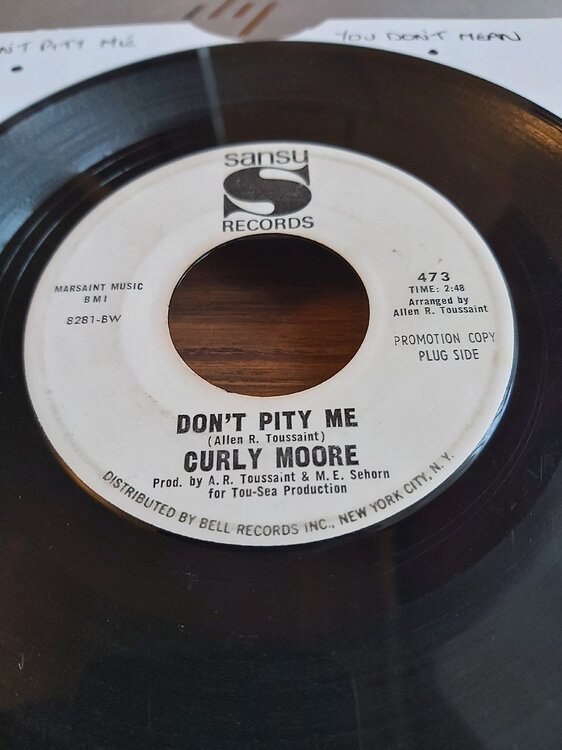 N'T PITY ME
YOU DON'T MEAN
sansu
S
RECORDS
MARSAINT MUSIC
BMI
8281-BW
473
TIME: 2:48
Arranged by
Allen R. Toussaint
PROMOTION COPY
PLUG SIDE
DON'T PITY ME
(Allen R. Toussaint)
CURLY MOORE
Prod. by A.R. Toussaint & M.E. Sehorn
for Tou-Sea Production
DISTRIBUTED BY BELL RECORDS INC., NEW YORK CITY, N.Y.